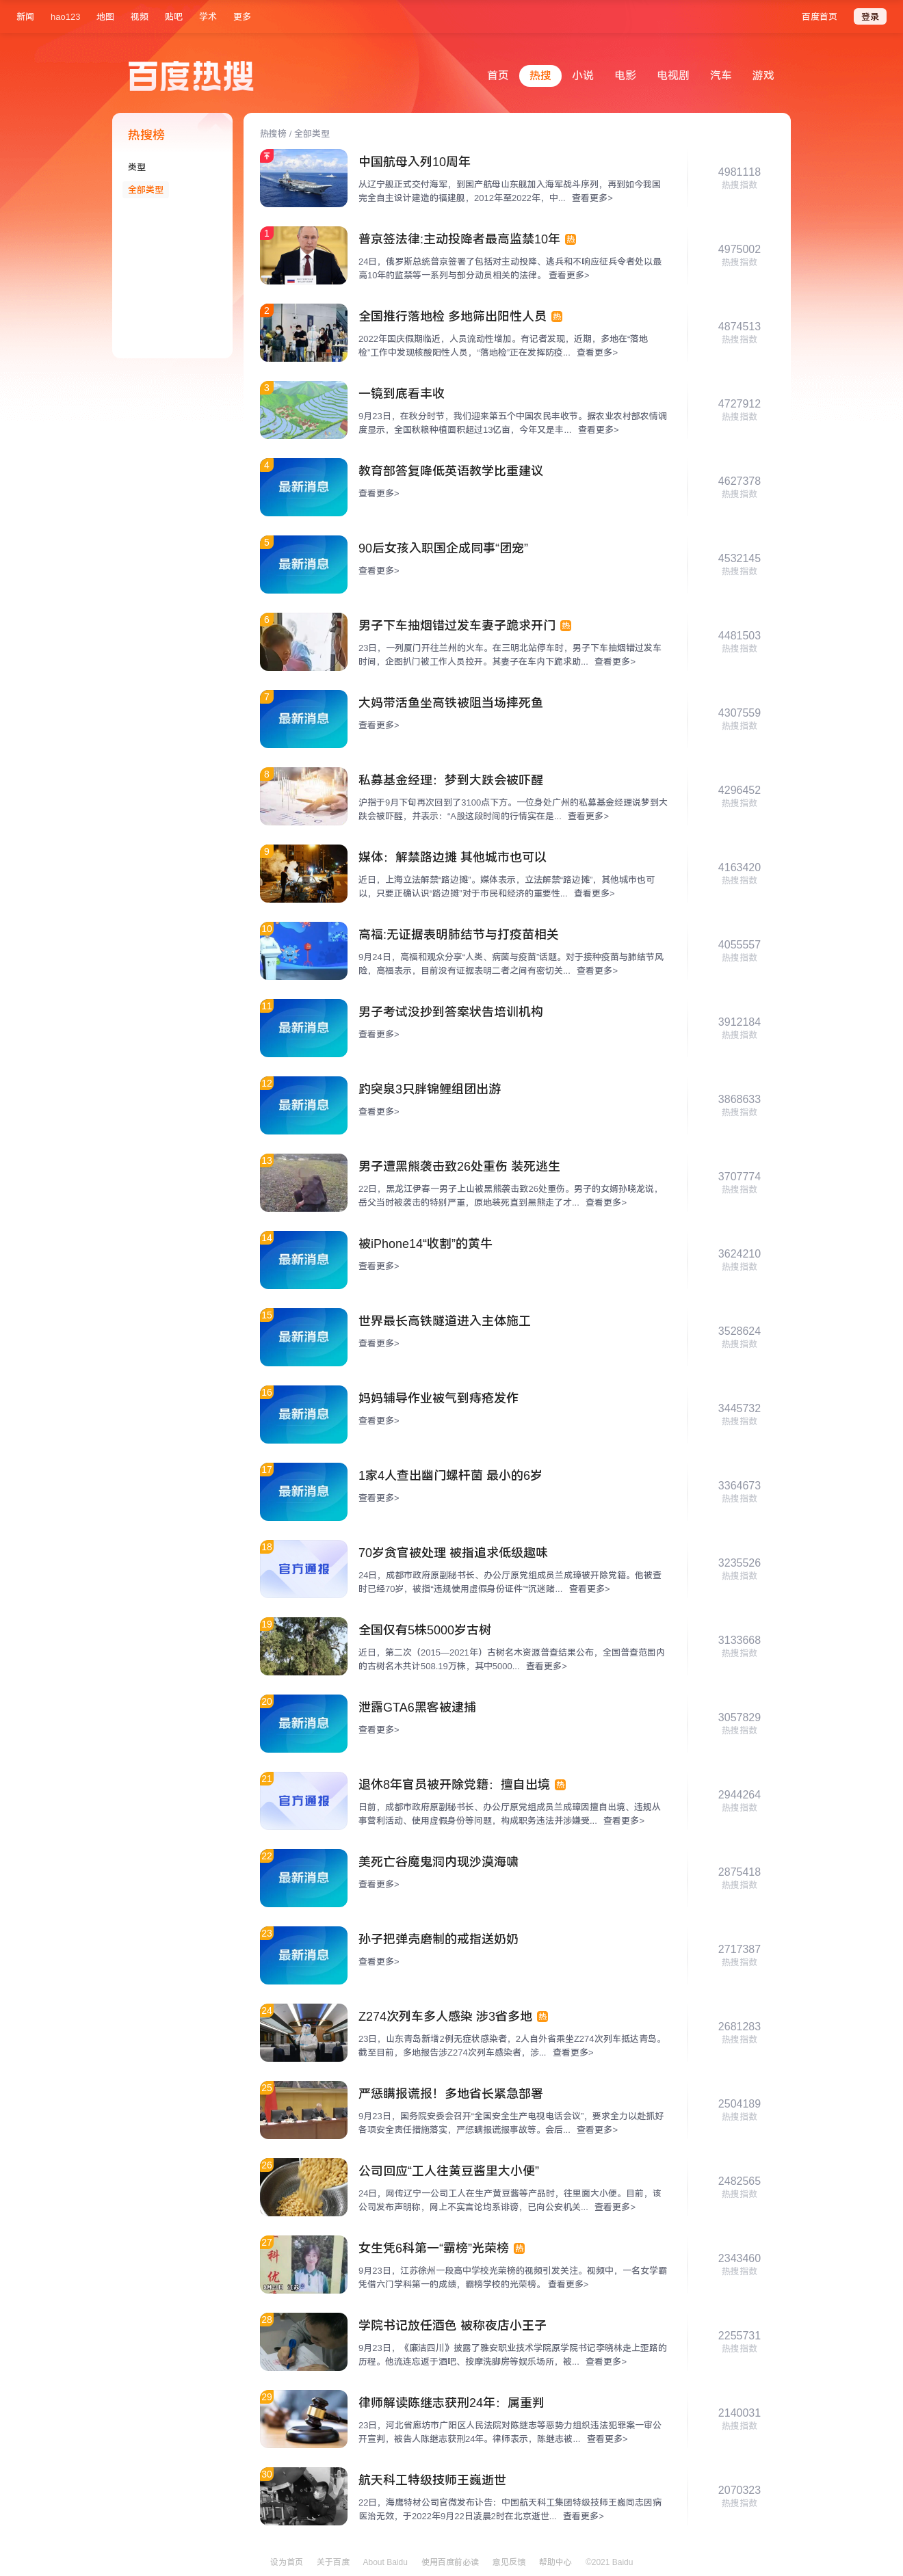 新闻 hao123 地图 视频 贴吧 学术 更多 百度首页 登录
百度热搜
首页 热搜 小说 电影 电视剧 汽车 游戏
热搜榜
类型
全部类型
热搜榜 / 全部类型
中国航母入列10周年
从辽宁舰正式交付海军，到国产航母山东舰加入海军战斗序列，再到如今我国
完全自主设计建造的福建舰，2012年至2022年，中... 查看更多>
4981118
热搜指数
1
普京签法律:主动投降者最高监禁10年 热
24日，俄罗斯总统普京签署了包括对主动投降、逃兵和不响应征兵令者处以最
高10年的监禁等一系列与部分动员相关的法律。 查看更多>
4975002
热搜指数
2
全国推行落地检 多地筛出阳性人员 热
2022年国庆假期临近，人员流动性增加。有记者发现，近期，多地在“落地
检”工作中发现核酸阳性人员，“落地检”正在发挥防疫... 查看更多>
4874513
热搜指数
3
一镜到底看丰收
9月23日，在秋分时节，我们迎来第五个中国农民丰收节。据农业农村部农情调
度显示，全国秋粮种植面积超过13亿亩，今年又是丰... 查看更多>
4727912
热搜指数
4
最新消息
教育部答复降低英语教学比重建议
查看更多>
4627378
热搜指数
5
最新消息
90后女孩入职国企成同事“团宠”
查看更多>
4532145
热搜指数
6
男子下车抽烟错过发车妻子跪求开门 热
23日，一列厦门开往兰州的火车。在三明北站停车时，男子下车抽烟错过发车
时间，企图扒门被工作人员拉开。其妻子在车内下跪求助... 查看更多>
4481503
热搜指数
7
最新消息
大妈带活鱼坐高铁被阻当场摔死鱼
查看更多>
4307559
热搜指数
8
私募基金经理：梦到大跌会被吓醒
沪指于9月下旬再次回到了3100点下方。一位身处广州的私募基金经理说梦到大
跌会被吓醒，并表示：“A股这段时间的行情实在是... 查看更多>
4296452
热搜指数
9
媒体：解禁路边摊 其他城市也可以
近日，上海立法解禁“路边摊”。媒体表示，立法解禁“路边摊”，其他城市也可
以，只要正确认识“路边摊”对于市民和经济的重要性... 查看更多>
4163420
热搜指数
10
高福:无证据表明肺结节与打疫苗相关
9月24日，高福和观众分享“人类、病菌与疫苗”话题。对于接种疫苗与肺结节风
险，高福表示，目前没有证据表明二者之间有密切关... 查看更多>
4055557
热搜指数
11
最新消息
男子考试没抄到答案状告培训机构
查看更多>
3912184
热搜指数
12
最新消息
趵突泉3只胖锦鲤组团出游
查看更多>
3868633
热搜指数
13
男子遭黑熊袭击致26处重伤 装死逃生
22日，黑龙江伊春一男子上山被黑熊袭击致26处重伤。男子的女婿孙晓龙说，
岳父当时被袭击的特别严重，原地装死直到黑熊走了才... 查看更多>
3707774
热搜指数
14
最新消息
被iPhone14“收割”的黄牛
查看更多>
3624210
热搜指数
15
最新消息
世界最长高铁隧道进入主体施工
查看更多>
3528624
热搜指数
16
最新消息
妈妈辅导作业被气到痔疮发作
查看更多>
3445732
热搜指数
17
最新消息
1家4人查出幽门螺杆菌 最小的6岁
查看更多>
3364673
热搜指数
18
官方通报
70岁贪官被处理 被指追求低级趣味
24日，成都市政府原副秘书长、办公厅原党组成员兰成璋被开除党籍。他被查
时已经70岁，被指“违规使用虚假身份证件”“沉迷赌... 查看更多>
3235526
热搜指数
19
全国仅有5株5000岁古树
近日，第二次（2015—2021年）古树名木资源普查结果公布，全国普查范围内
的古树名木共计508.19万株，其中5000... 查看更多>
3133668
热搜指数
20
最新消息
泄露GTA6黑客被逮捕
查看更多>
3057829
热搜指数
21
官方通报
退休8年官员被开除党籍：擅自出境 热
日前，成都市政府原副秘书长、办公厅原党组成员兰成璋因擅自出境、违规从
事营利活动、使用虚假身份等问题，构成职务违法并涉嫌受... 查看更多>
2944264
热搜指数
22
最新消息
美死亡谷魔鬼洞内现沙漠海啸
查看更多>
2875418
热搜指数
23
最新消息
孙子把弹壳磨制的戒指送奶奶
查看更多>
2717387
热搜指数
24
Z274次列车多人感染 涉3省多地 热
23日，山东青岛新增2例无症状感染者，2人自外省乘坐Z274次列车抵达青岛。
截至目前，多地报告涉Z274次列车感染者，涉... 查看更多>
2681283
热搜指数
25
严惩瞒报谎报！多地省长紧急部署
9月23日，国务院安委会召开“全国安全生产电视电话会议”，要求全力以赴抓好
各项安全责任措施落实，严惩瞒报谎报事故等。会后... 查看更多>
2504189
热搜指数
26
公司回应“工人往黄豆酱里大小便”
24日，网传辽宁一公司工人在生产黄豆酱等产品时，往里面大小便。目前，该
公司发布声明称，网上不实言论均系诽谤，已向公安机关... 查看更多>
2482565
热搜指数
27
女生凭6科第一“霸榜”光荣榜 热
9月23日，江苏徐州一段高中学校光荣榜的视频引发关注。视频中，一名女学霸
凭借六门学科第一的成绩，霸榜学校的光荣榜。 查看更多>
2343460
热搜指数
28
学院书记放任酒色 被称夜店小王子
9月23日，《廉洁四川》披露了雅安职业技术学院原学院书记李晓林走上歪路的
历程。他流连忘返于酒吧、按摩洗脚房等娱乐场所，被... 查看更多>
2255731
热搜指数
29
律师解读陈继志获刑24年：属重判
23日，河北省廊坊市广阳区人民法院对陈继志等恶势力组织违法犯罪案一审公
开宣判，被告人陈继志获刑24年。律师表示，陈继志被... 查看更多>
2140031
热搜指数
30
航天科工特级技师王巍逝世
22日，海鹰特材公司官微发布讣告：中国航天科工集团特级技师王巍同志因病
医治无效，于2022年9月22日凌晨2时在北京逝世... 查看更多>
2070323
热搜指数
设为首页 关于百度 About Baidu 使用百度前必读 意见反馈 帮助中心 ©2021 Baidu